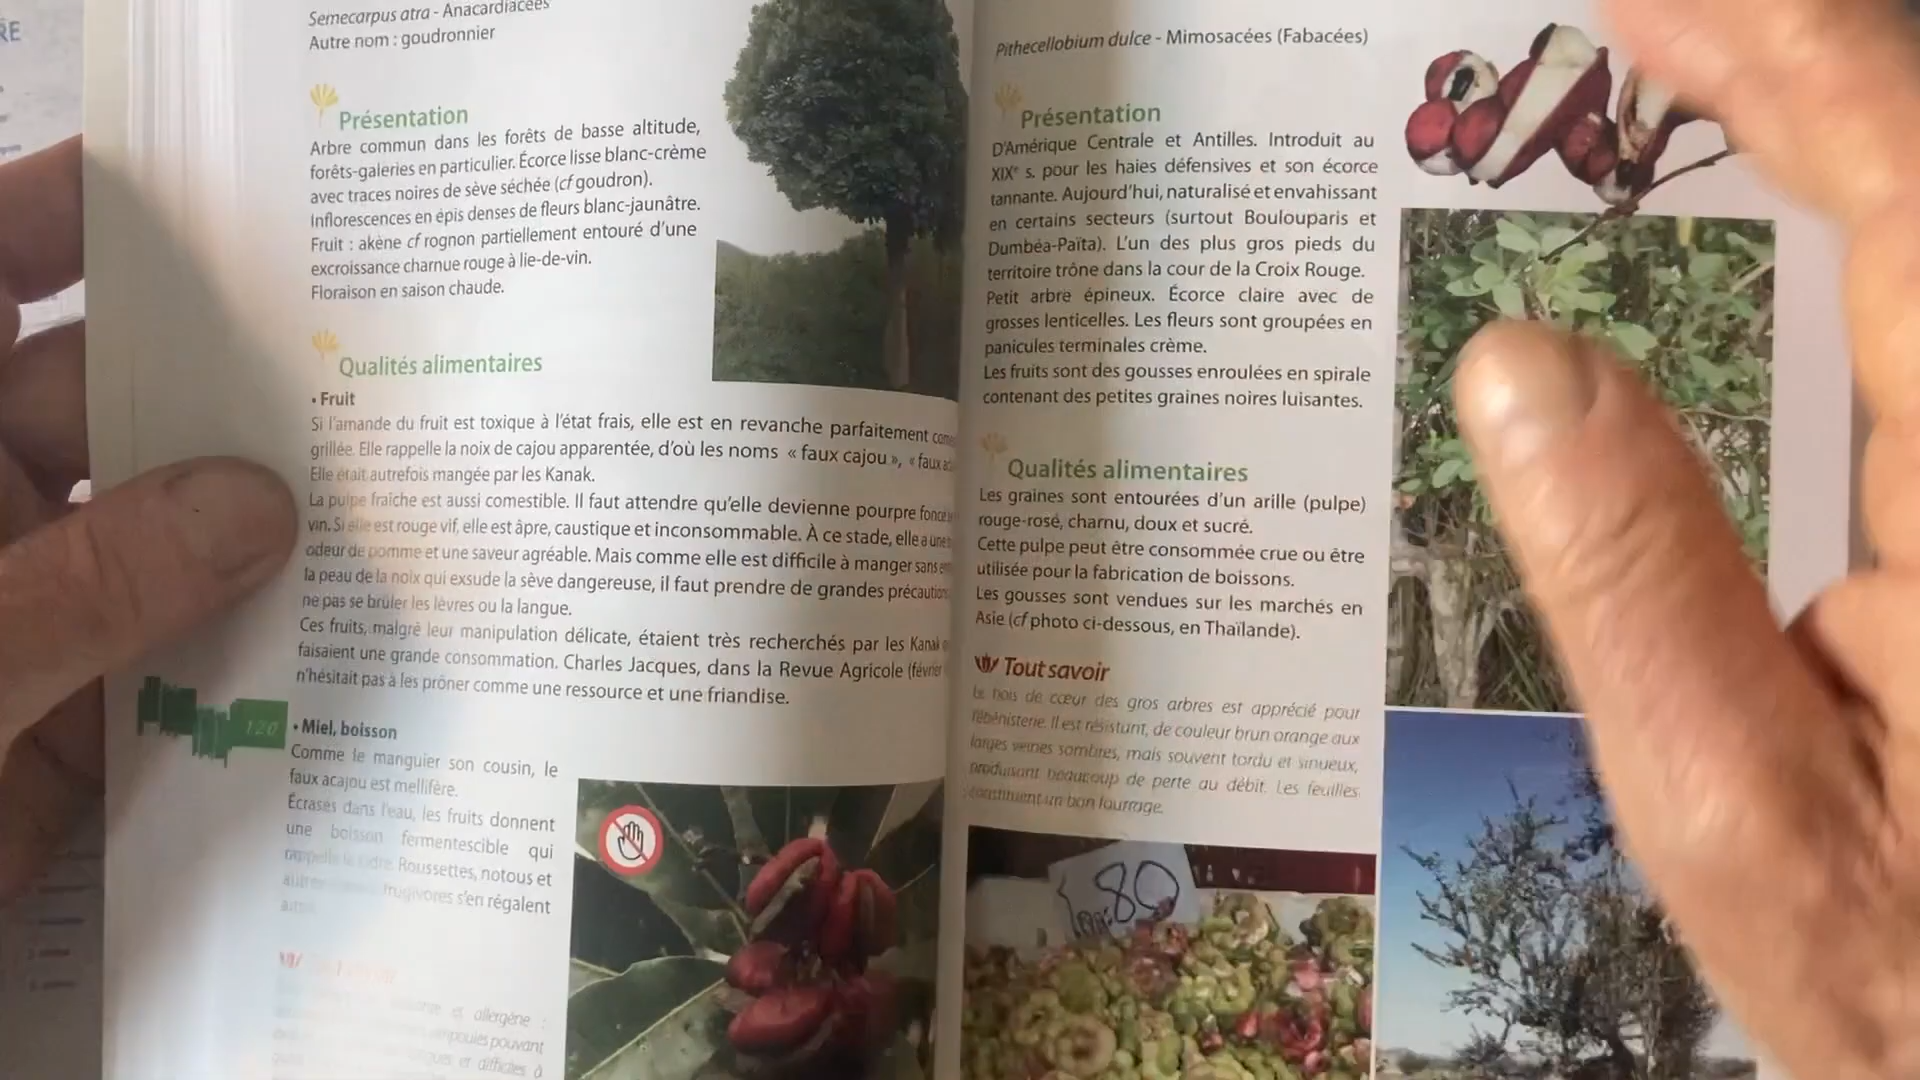 RE
Semecarpus atra - Anacardiacées
Autre nom : goudronnier
Présentation
Arbre commun dans les forêts de basse altitude,
forêts-galeries en particulier. Écorce lisse blanc-crème
avec traces noires de sève séchée (cf goudron).
Inflorescences en épis denses de fleurs blanc-jaunâtre.
Fruit : akène cf rognon partiellement entouré d'une
excroissance charnue rouge à lie-de-vin.
Floraison en saison chaude.
Qualités alimentaires
• Fruit
Si l'amande du fruit est toxique à l'état frais, elle est en revanche parfaitement
grillée. Elle rappelle la noix de cajou apparentée, d'où les noms « faux cajou », « faux
Elle était autrefois mangée par les Kanak.
La pulpe fraîche est aussi comestible. Il faut attendre qu'elle devienne pourpre foncé
vin. Si elle est rouge vif, elle est âpre, caustique et inconsommable. À ce stade, elle a une
odeur de pomme et une saveur agréable. Mais comme elle est difficile à manger sans
la peau de la noix qui exsude la sève dangereuse, il faut prendre de grandes précautions
ne pas se brûler les lèvres ou la langue.
Ces fruits, malgré leur manipulation délicate, étaient très recherchés par les Kanak
faisaient une grande consommation. Charles Jacques, dans la Revue Agricole (février
n'hésitait pas à les prôner comme une ressource et une friandise.
120
• Miel, boisson
Comme le manguier son cousin, le
faux acajou est mellifère.
Écrasés dans l'eau, les fruits donnent
une boisson fermentescible qui
rappelle le cidre. Roussettes, notous et
frugivores s'en régalent
et allergène :
ampoules pouvant
et difficiles à
Pithecellobium dulce - Mimosacées (Fabacées)
Présentation
D'Amérique Centrale et Antilles. Introduit au
XIXe s. pour les haies défensives et son écorce
tannante. Aujourd'hui, naturalisé et envahissant
en certains secteurs (surtout Boulouparis et
Dumbéa-Païta). L'un des plus gros pieds du
territoire trône dans la cour de la Croix Rouge.
Petit arbre épineux. Écorce claire avec de
grosses lenticelles. Les fleurs sont groupées en
panicules terminales crème.
Les fruits sont des gousses enroulées en spirale
contenant des petites graines noires luisantes.
Qualités alimentaires
Les graines sont entourées d'un arille (pulpe)
rouge-rosé, charnu, doux et sucré.
Cette pulpe peut être consommée crue ou être
utilisée pour la fabrication de boissons.
Les gousses sont vendues sur les marchés en
Asie (cf photo ci-dessous, en Thaïlande).
Tout savoir
Le bois de cœur des gros arbres est apprécié pour
l'ébénisterie. Il est résistant, de couleur brun orange aux
larges veines sombres, mais souvent tordu et sinueux,
produisant beaucoup de perte au débit. Les feuilles
constituent un bon fourrage.
80